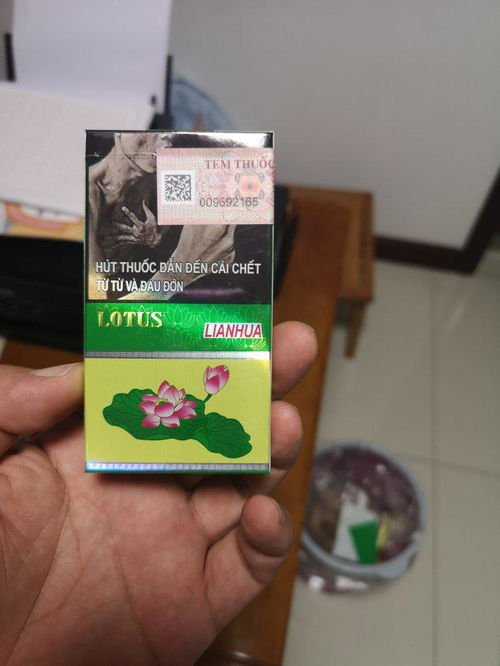 TEM THUỐC
009692165
HÚT THUỐC DẪN ĐẾN CÁI CHẾT
TỪ TỪ VÀ ĐAU ĐỚN
LOTUS
LIANHUA